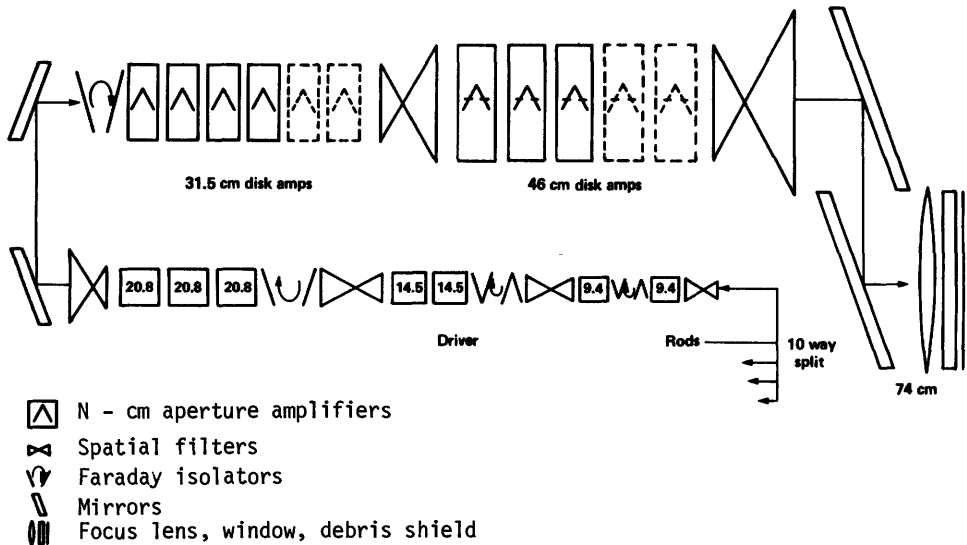 31.5 cm disk amps
46 cm disk amps
20.8
20.8
20.8
14.5
14.5
9.4
9.4
Driver
Rods
10 way
split
74 cm
N - cm aperture amplifiers
Spatial filters
Faraday isolators
Mirrors
Focus lens, window, debris shield